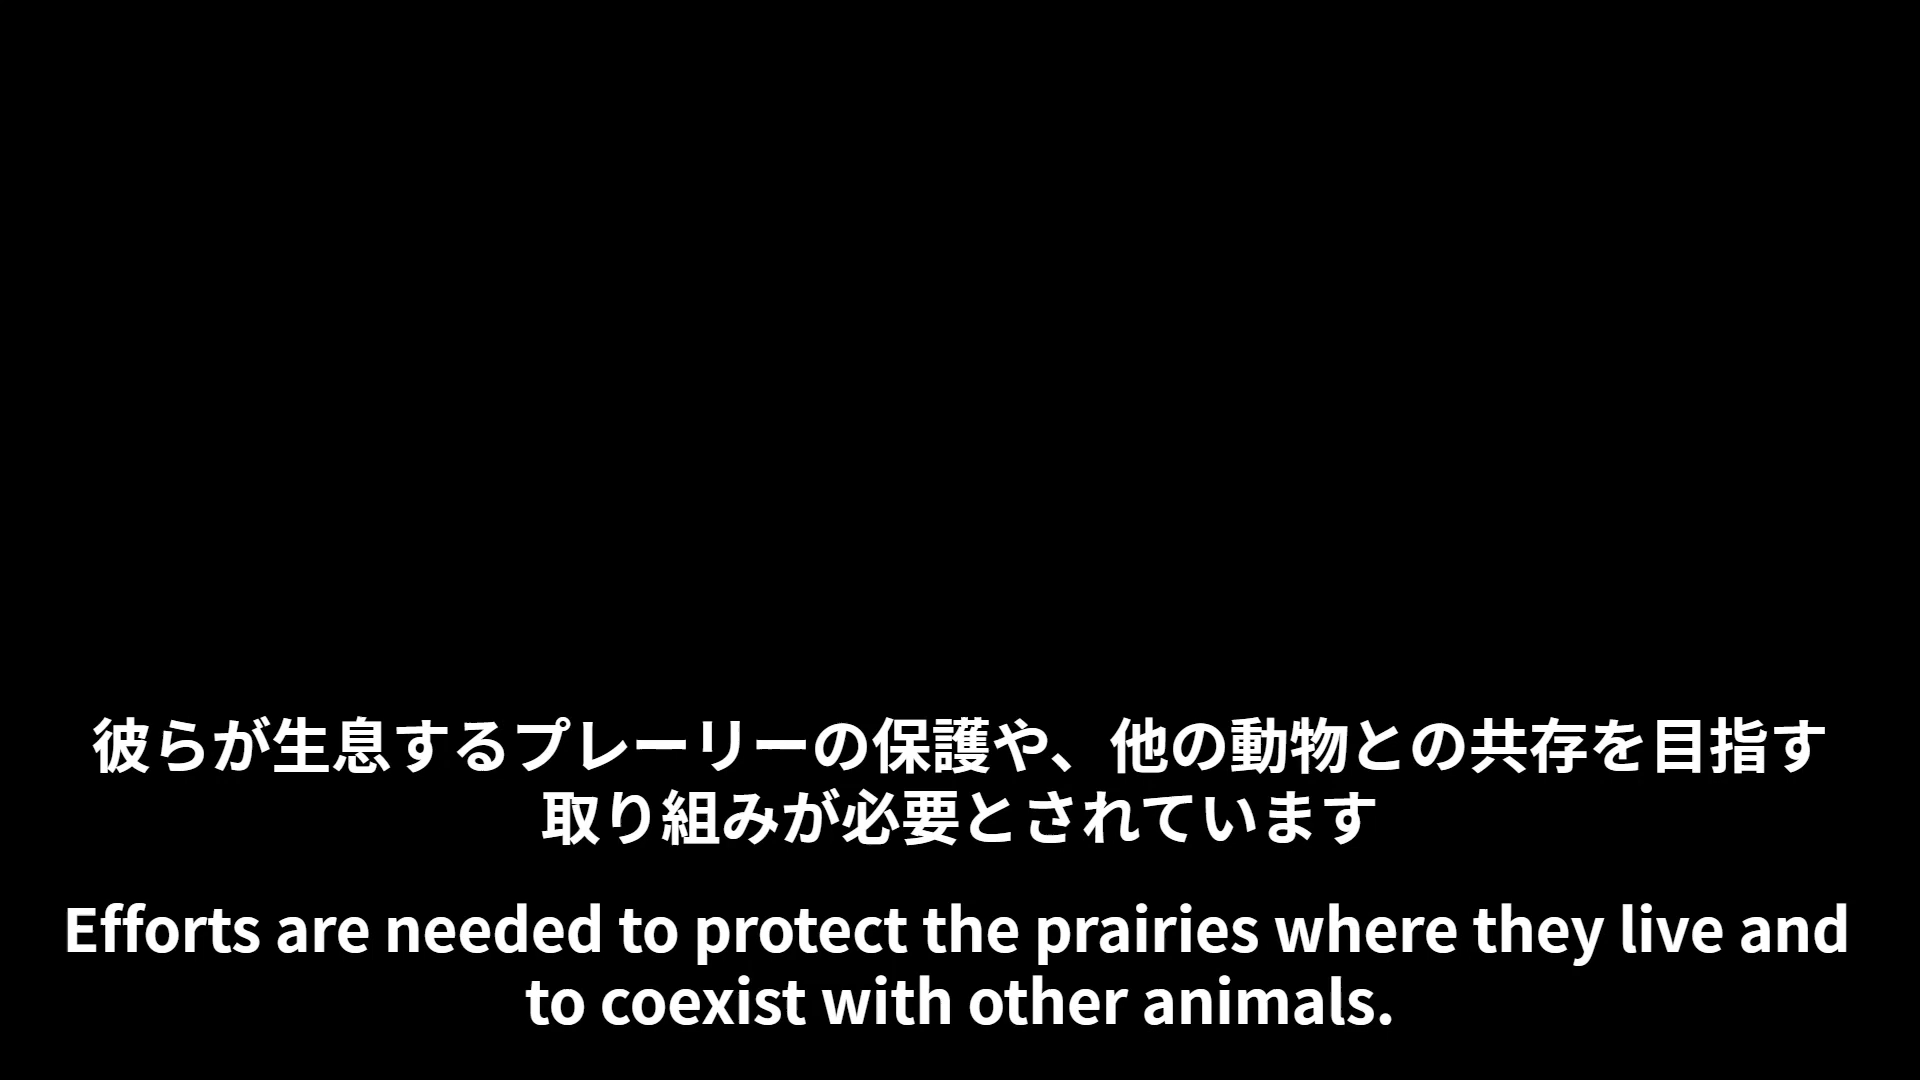 彼らが生息するプレーリーの保護や、他の動物との共存を目指す
取り組みが必要とされています
Efforts are needed to protect the prairies where they live and
to coexist with other animals.